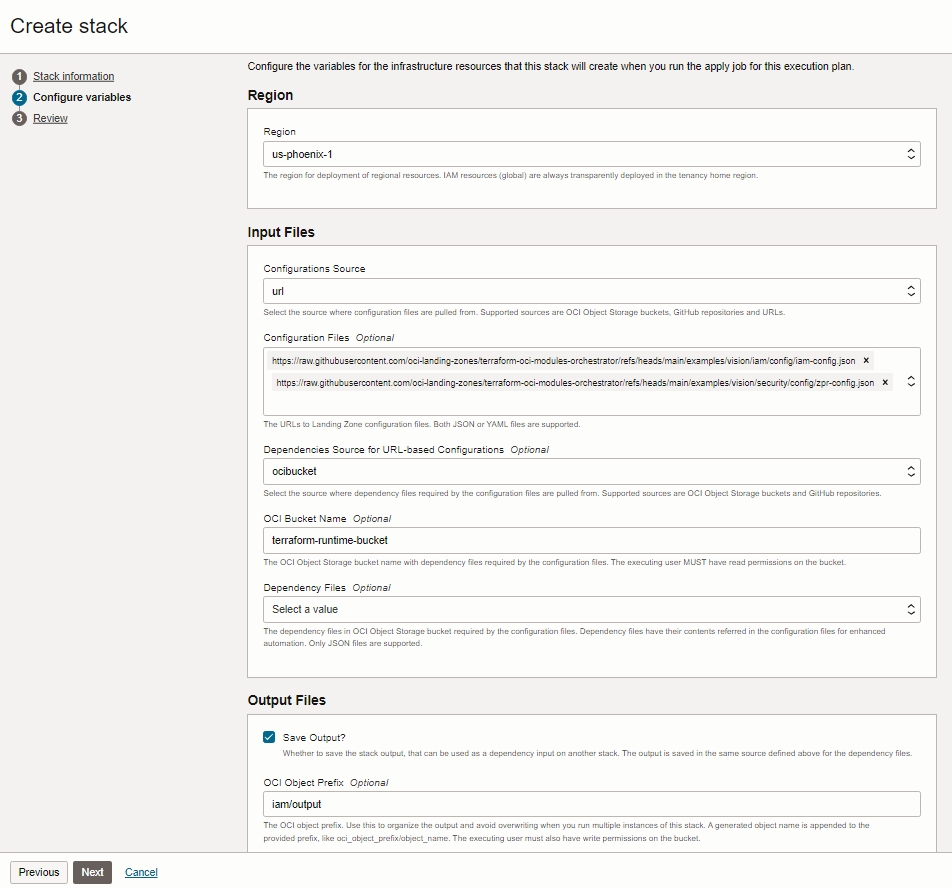 Create stack
1 Stack information
2 Configure variables
3 Review
Configure the variables for the infrastructure resources that this stack will create when you run the apply job for this execution plan.
Region
Region
us-phoenix-1
The region for deployment of regional resources. IAM resources (global) are always transparently deployed in the tenancy home region.
Input Files
Configurations Source
url
Select the source where configuration files are pulled from. Supported sources are OCI Object Storage buckets, GitHub repositories and URLs.
Configuration Files Optional
https://raw.githubusercontent.com/oci-landing-zones/terraform-oci-modules-orchestrator/refs/heads/main/examples/vision/iam/config/iam-config.json x
https://raw.githubusercontent.com/oci-landing-zones/terraform-oci-modules-orchestrator/refs/heads/main/examples/vision/security/config/zpr-config.json x
The URLs to Landing Zone configuration files. Both JSON or YAML files are supported.
Dependencies Source for URL-based Configurations Optional
ocibucket
Select the source where dependency files required by the configuration files are pulled from. Supported sources are OCI Object Storage buckets and GitHub repositories.
OCI Bucket Name Optional
terraform-runtime-bucket
The OCI Object Storage bucket name with dependency files required by the configuration files. The executing user MUST have read permissions on the bucket.
Dependency Files Optional
Select a value
The dependency files in OCI Object Storage bucket required by the configuration files. Dependency files have their contents referred in the configuration files for enhanced
automation. Only JSON files are supported.
Output Files
Save Output?
Whether to save the stack output, that can be used as a dependency input on another stack. The output is saved in the same source defined above for the dependency files.
OCI Object Prefix Optional
iam/output
The OCI object prefix. Use this to organize the output and avoid overwriting when you run multiple instances of this stack. A generated object name is appended to the
provided prefix, like oci_object_prefix/object_name. The executing user must also have write permissions on the bucket.
Previous Next Cancel